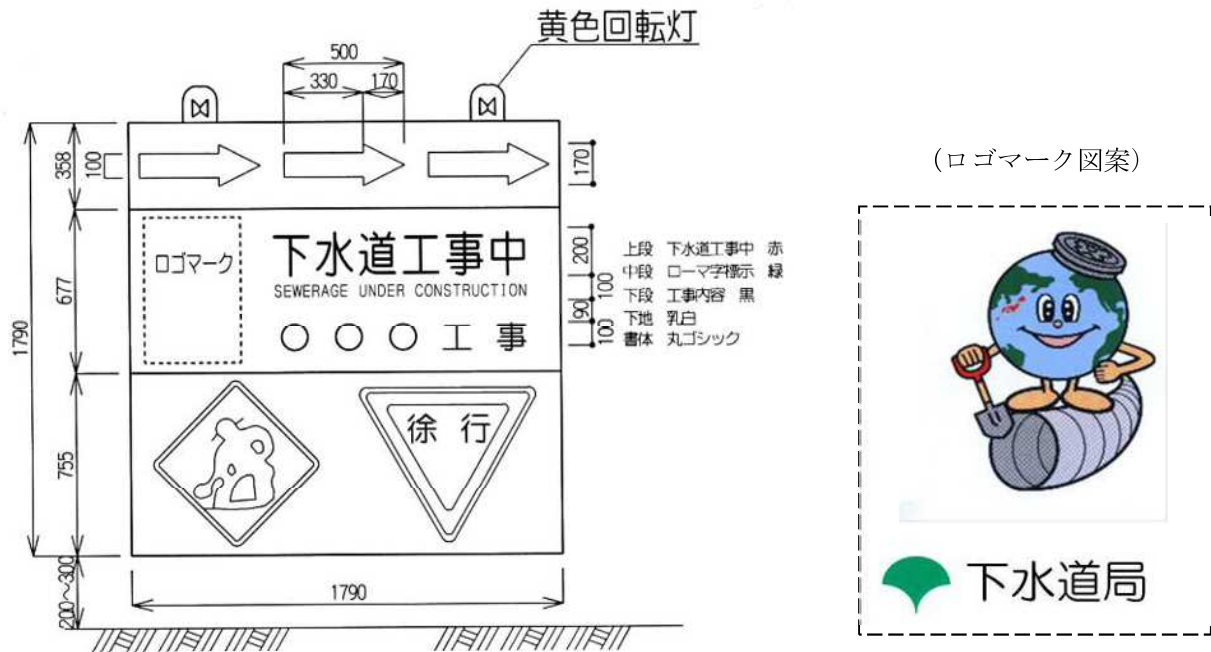 黄色回転灯
500
330
170
358
100
170
ロゴマーク
下水道工事中
SEWERAGE UNDER CONSTRUCTION
○○○工事
677
200
100
90
100
上段 下水道工事中 赤
中段 ローマ字標示 緑
下段 工事内容 黒
下地 乳白
書体 丸ゴシック
1790
徐行
755
200~300
1790
(ロゴマーク図案)
下水道局